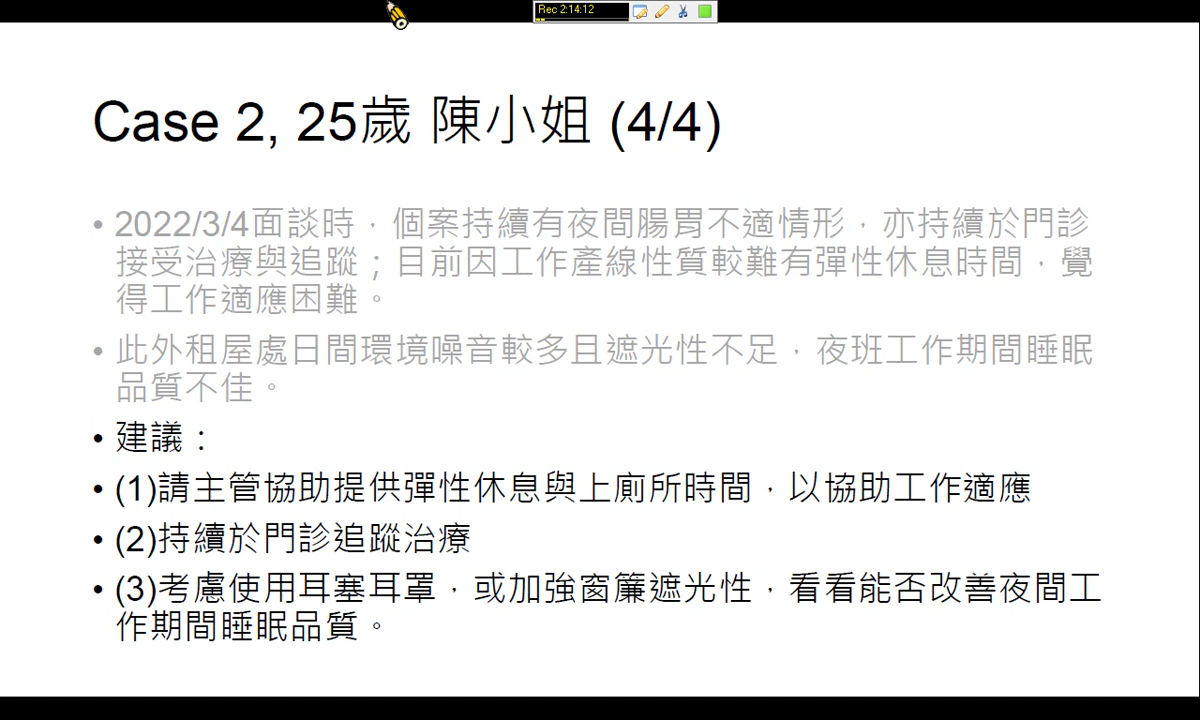 Rec 2:14:12
Case 2, 25歲 陳小姐 (4/4)
• 2022/3/4面談時，個案持續有夜間腸胃不適情形，亦持續於門診
接受治療與追蹤；目前因工作產線性質較難有彈性休息時間，覺
得工作適應困難。
• 此外租屋處日間環境噪音較多且遮光性不足，夜班工作期間睡眠
品質不佳。
• 建議：
• (1)請主管協助提供彈性休息與上廁所時間，以協助工作適應
• (2)持續於門診追蹤治療
• (3)考慮使用耳塞耳罩，或加強窗簾遮光性，看看能否改善夜間工
作期間睡眠品質。